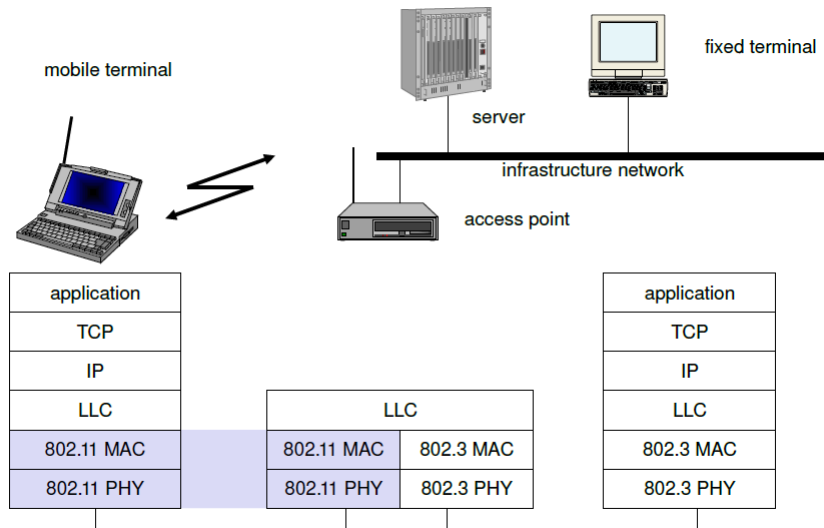 mobile terminal
fixed terminal
server
infrastructure network
access point
application
TCP
IP
LLC
802.11 MAC
802.11 PHY
LLC
802.11 MAC 802.3 MAC
802.11 PHY 802.3 PHY
application
TCP
IP
LLC
802.3 MAC
802.3 PHY